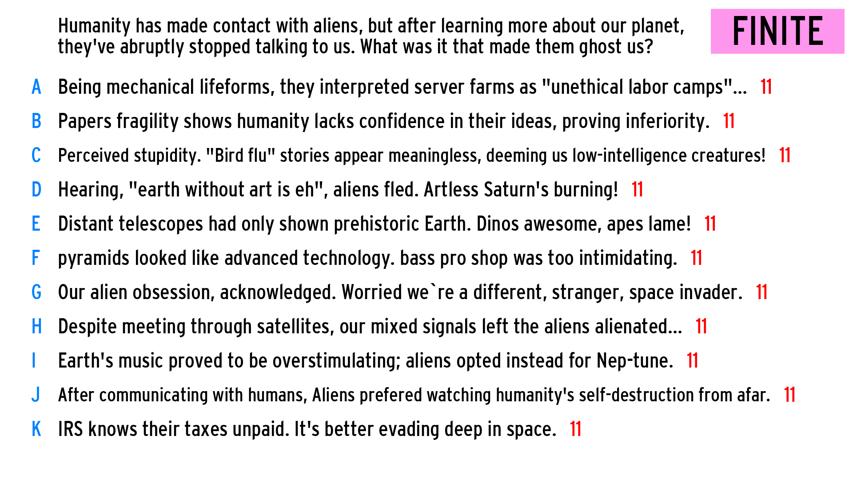 Humanity has made contact with aliens, but after learning more about our planet,
they've abruptly stopped talking to us. What was it that made them ghost us?
FINITE
A Being mechanical lifeforms, they interpreted server farms as "unethical labor camps"... 11
B Papers fragility shows humanity lacks confidence in their ideas, proving inferiority. 11
C Perceived stupidity. "Bird flu" stories appear meaningless, deeming us low-intelligence creatures! 11
D Hearing, "earth without art is eh", aliens fled. Artless Saturn's burning! 11
E Distant telescopes had only shown prehistoric Earth. Dinos awesome, apes lame! 11
F pyramids looked like advanced technology. bass pro shop was too intimidating. 11
G Our alien obsession, acknowledged. Worried we`re a different, stranger, space invader. 11
H Despite meeting through satellites, our mixed signals left the aliens alienated... 11
I Earth's music proved to be overstimulating; aliens opted instead for Nep-tune. 11
J After communicating with humans, Aliens prefered watching humanity's self-destruction from afar. 11
K IRS knows their taxes unpaid. It's better evading deep in space. 11